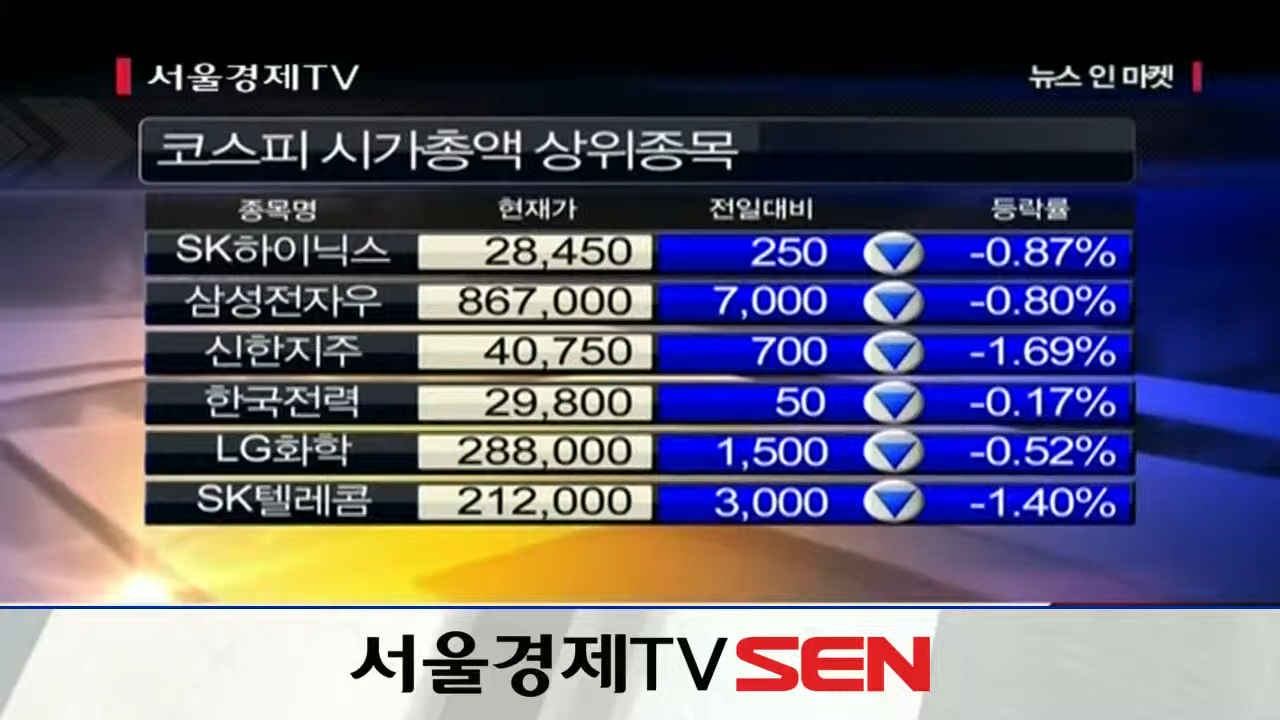 서울경제TV 뉴스 인 마켓
코스피 시가총액 상위종목
종목명 현재가 전일대비 등락률
SK하이닉스 28,450 250 ▼ -0.87%
삼성전자우 867,000 7,000 ▼ -0.80%
신한지주 40,750 700 ▼ -1.69%
한국전력 29,800 50 ▼ -0.17%
LG화학 288,000 1,500 ▼ -0.52%
SK텔레콤 212,000 3,000 ▼ -1.40%
서울경제TV SEN